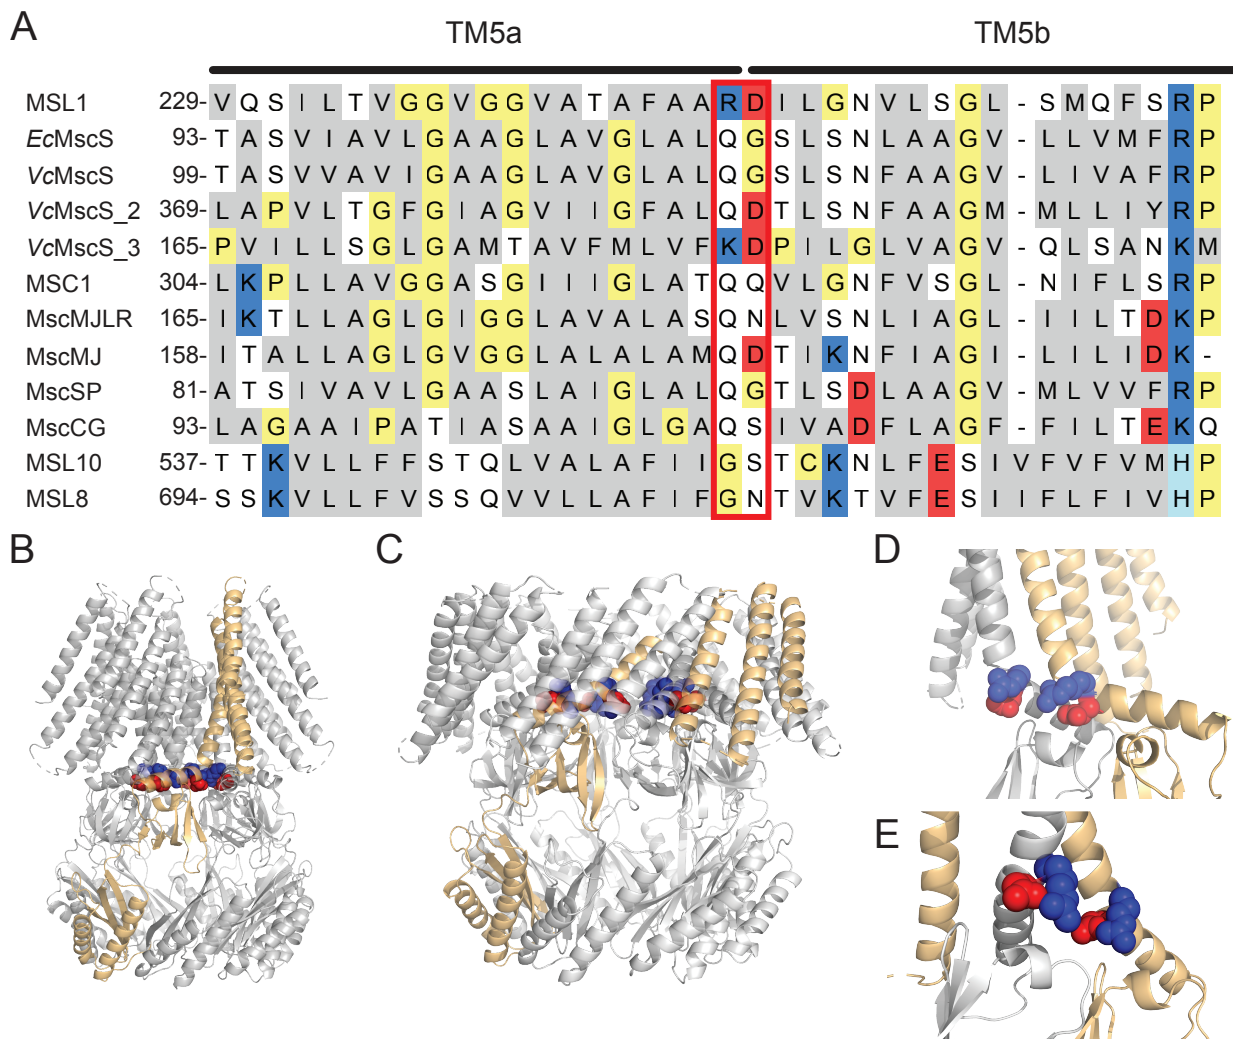 A
TM5a TM5b
MSL1 229- V Q S I L T V G G V G G V A T A F A A R D I L G N V L S G L - S M Q F S R P
EcMscS 93- T A S V I A V L G A A G L A V G L A L Q G S L S N L A A G V - L L V M F R P
VcMscS 99- T A S V V A V I G A A G L A V G L A L Q G S L S N F A A G V - L I V A F R P
VcMscS_2 369- L A P V L T G F G I A G V I I G F A L Q D T L S N F A A G M - M L L I Y R P
VcMscS_3 165- P V I L L S G L G A M T A V F M L V F K D P I L G L V A G V - Q L S A N K M
MSC1 304- L K P L L A V G G A S G I I I G L A T Q Q V L G N F V S G L - N I F L S R P
MscMJLR 165- I K T L L A G L G I G G L A V A L A S Q N L V S N L I A G L - I I L T D K P
MscMJ 158- I T A L L A G L G V G G L A L A L A M Q D T I K N F I A G I - L I L I D K -
MscSP 81- A T S I V A V L G A A S L A I G L A L Q G T L S D L A A G V - M L V V F R P
MscCG 93- L A G A A I P A T I A S A A I G L G A Q S I V A D F L A G F - F I L T E K Q
MSL10 537- T T K V L L F F S T Q L V A L A F I I G S T C K N L F E S I V F V F V M H P
MSL8 694- S S K V L L F V S S Q V V L L A F I F G N T V K T V F E S I I F L F I V H P
B
C
D
E